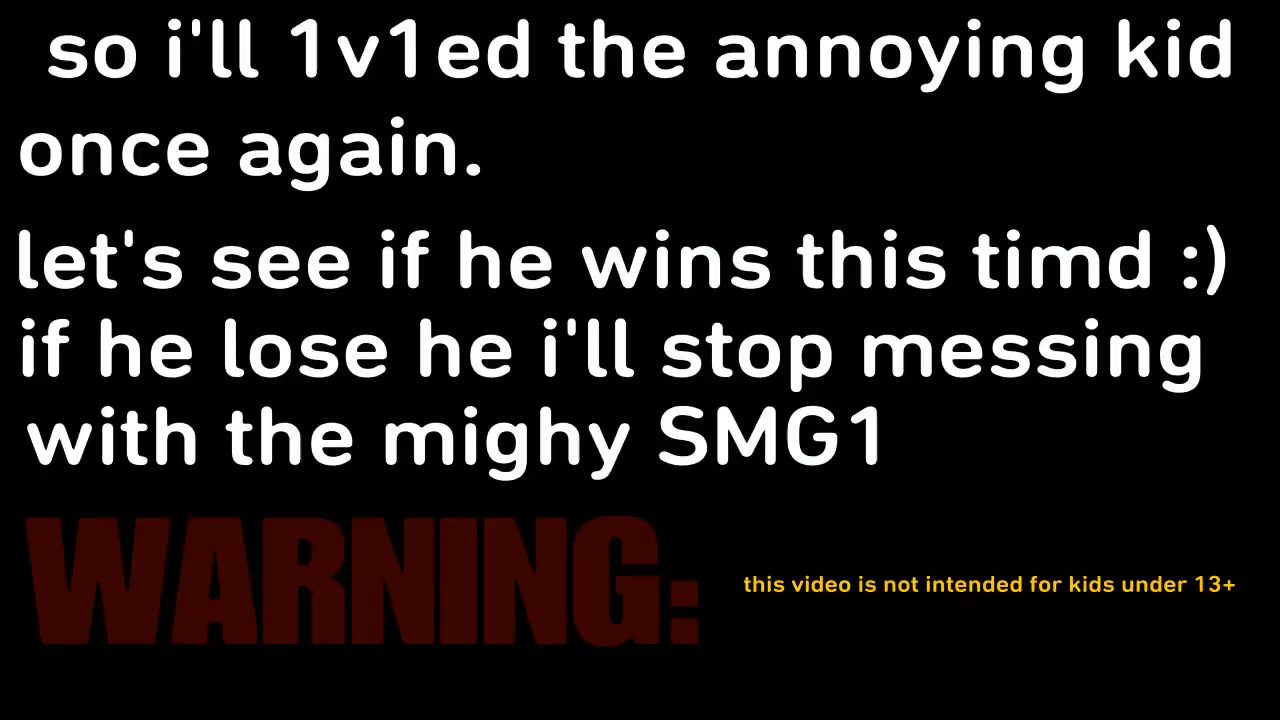 so i'll 1v1ed the annoying kid
once again.
let's see if he wins this timd :)
if he lose he i'll stop messing
with the mighy SMG1
WARNING:
this video is not intended for kids under 13+